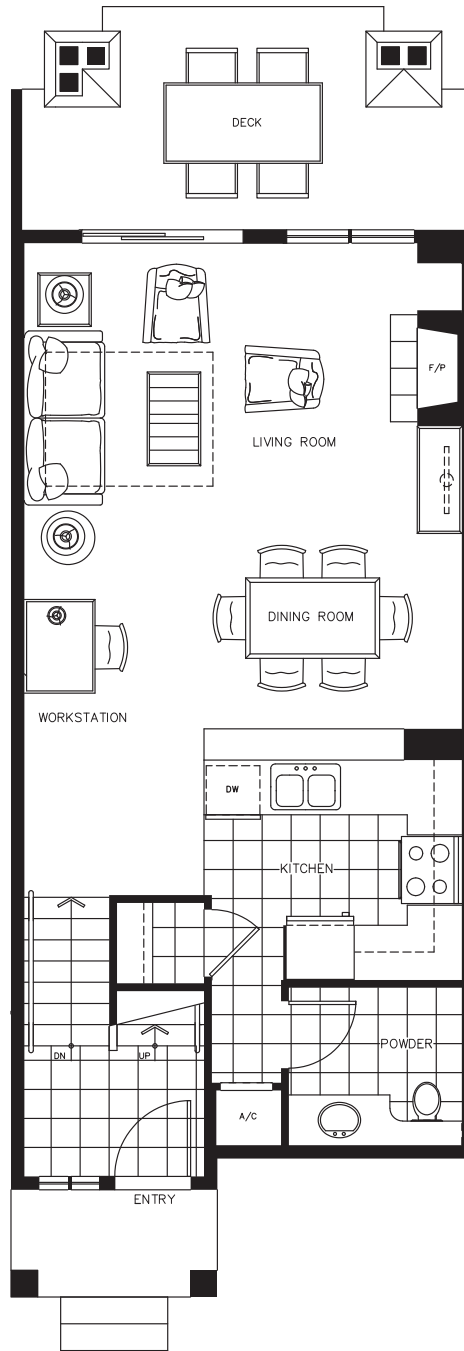 DECK
F/P
LIVING ROOM
DINING ROOM
WORKSTATION
DW
KITCHEN
DN
UP
POWDER
A/C
ENTRY